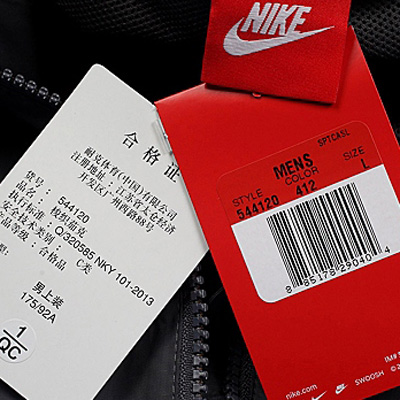 NIKE
合格证
耐克体育(中国)有限公司
注册地址：江苏省太仓经济
开发区广州西路88号
货号：544120
品名：梭织茄克
执行标准：Q/320585 NKY 101-2013
安全技术类别：C类
产品等级：合格品
男上装
175/92A
1
QC
SPTCASL
MENS
STYLE COLOR SIZE
544120 412 L
8 85178 29040 4
IM#
nike.com
SWOOSH